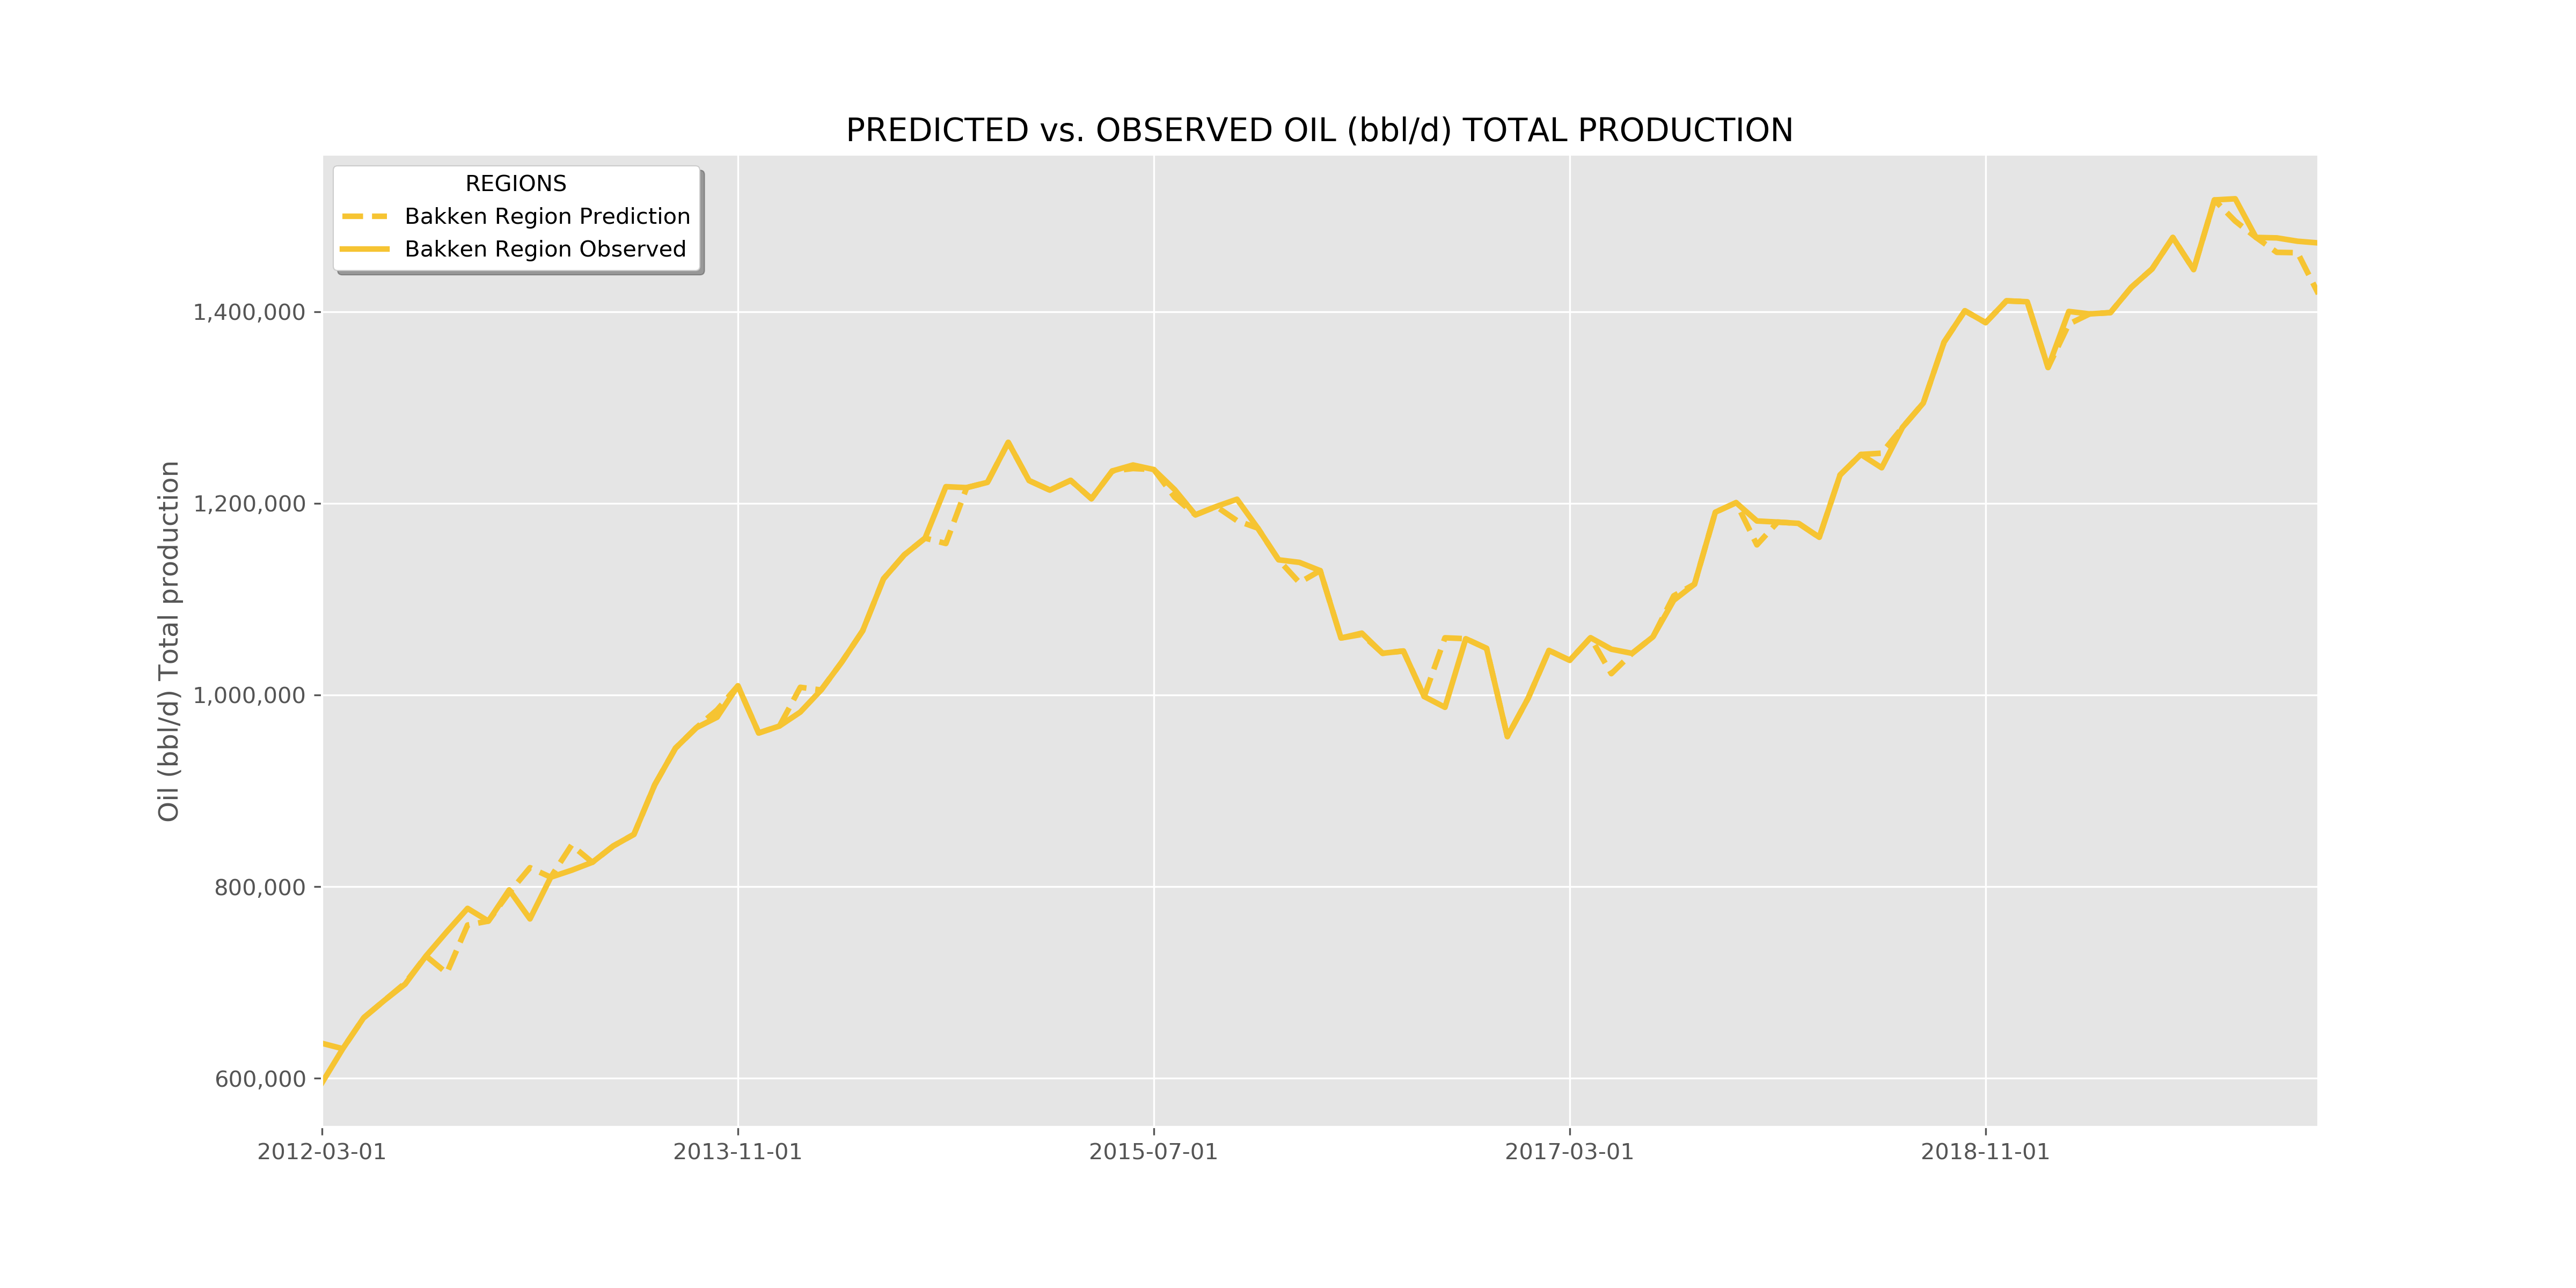 PREDICTED vs. OBSERVED OIL (bbl/d) TOTAL PRODUCTION
REGIONS
Bakken Region Prediction
Bakken Region Observed
Oil (bbl/d) Total production
1,400,000
1,200,000
1,000,000
800,000
600,000
2012-03-01
2013-11-01
2015-07-01
2017-03-01
2018-11-01